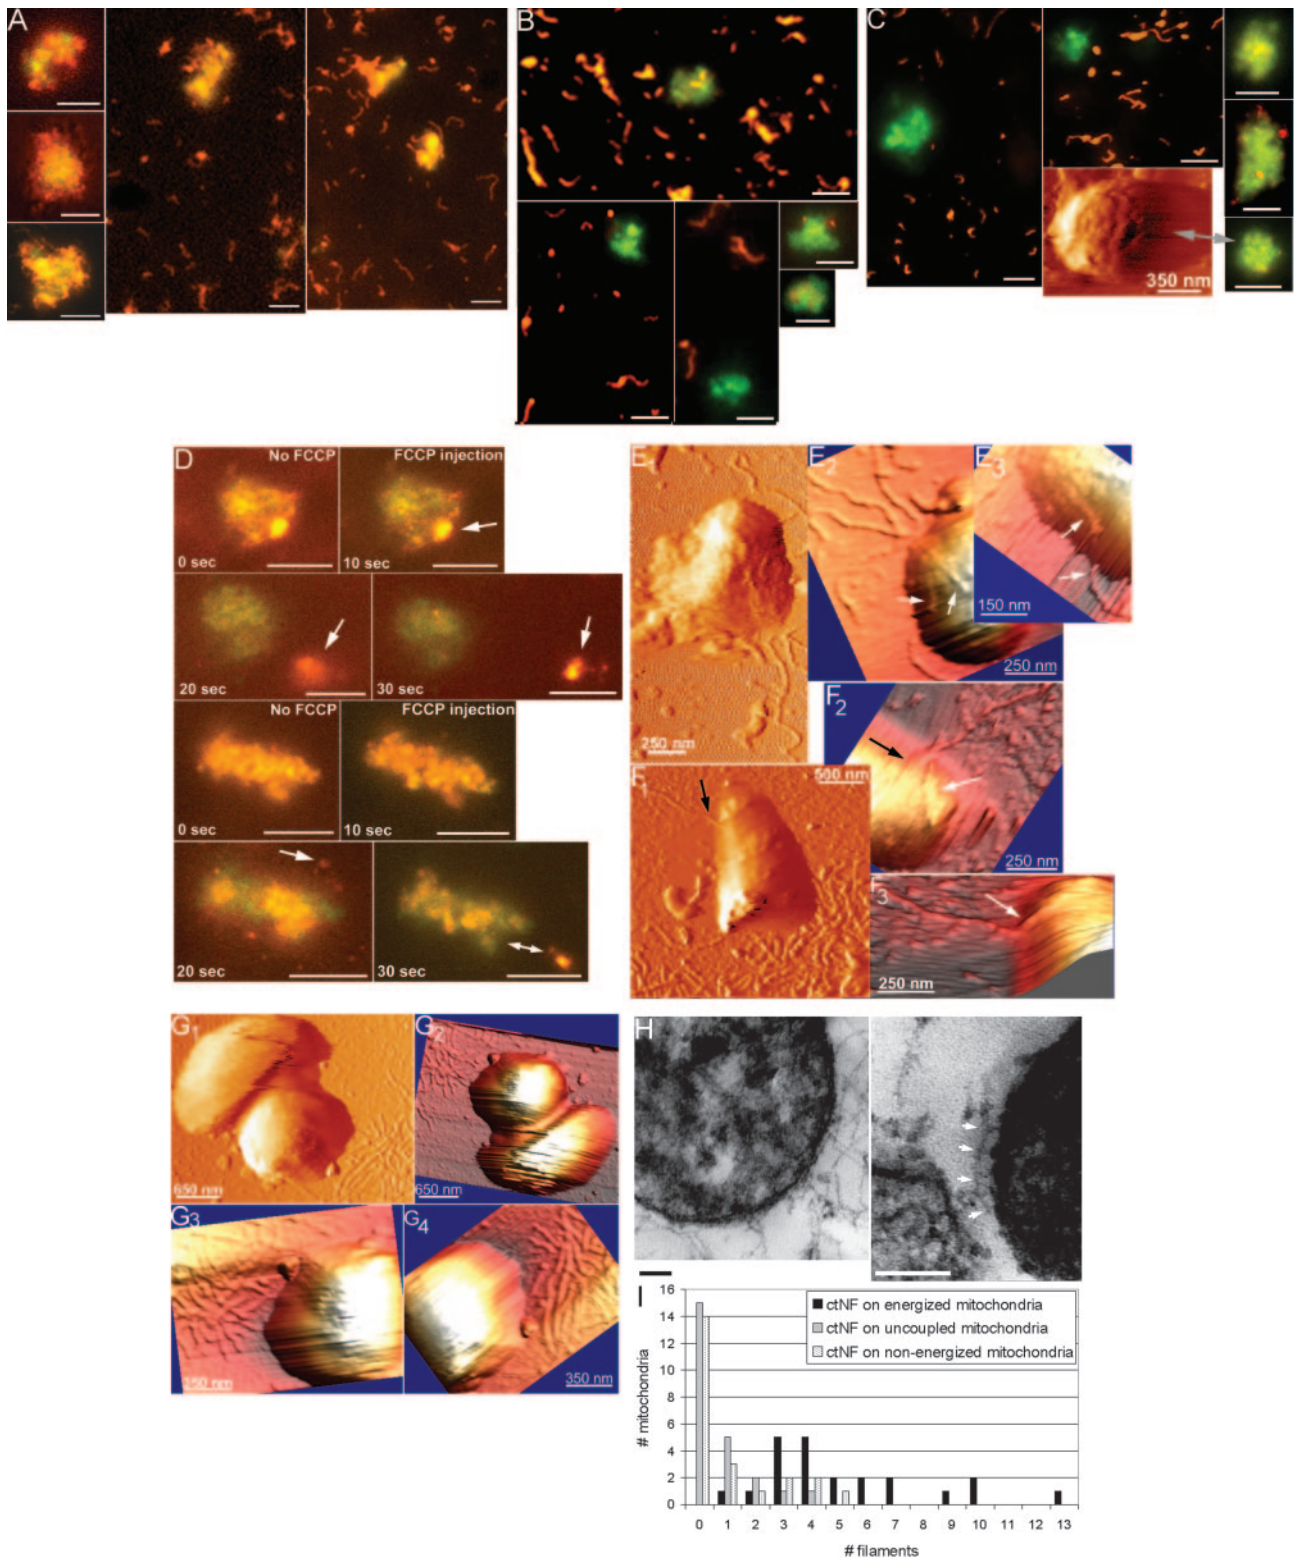 A
B
C
350 nm
D
No FCCP
FCCP injection
0 sec
10 sec
20 sec
30 sec
No FCCP
FCCP injection
0 sec
10 sec
20 sec
30 sec
E1
250 nm
E2
250 nm
E3
150 nm
F1
500 nm
F2
250 nm
F3
250 nm
G1
650 nm
G2
650 nm
G3
350 nm
G4
350 nm
H
I
ctNF on energized mitochondria
ctNF on uncoupled mitochondria
ctNF on non-energized mitochondria
# mitochondria
16
14
12
10
8
6
4
2
0
0 1 2 3 4 5 6 7 8 9 10 11 12 13
# filaments